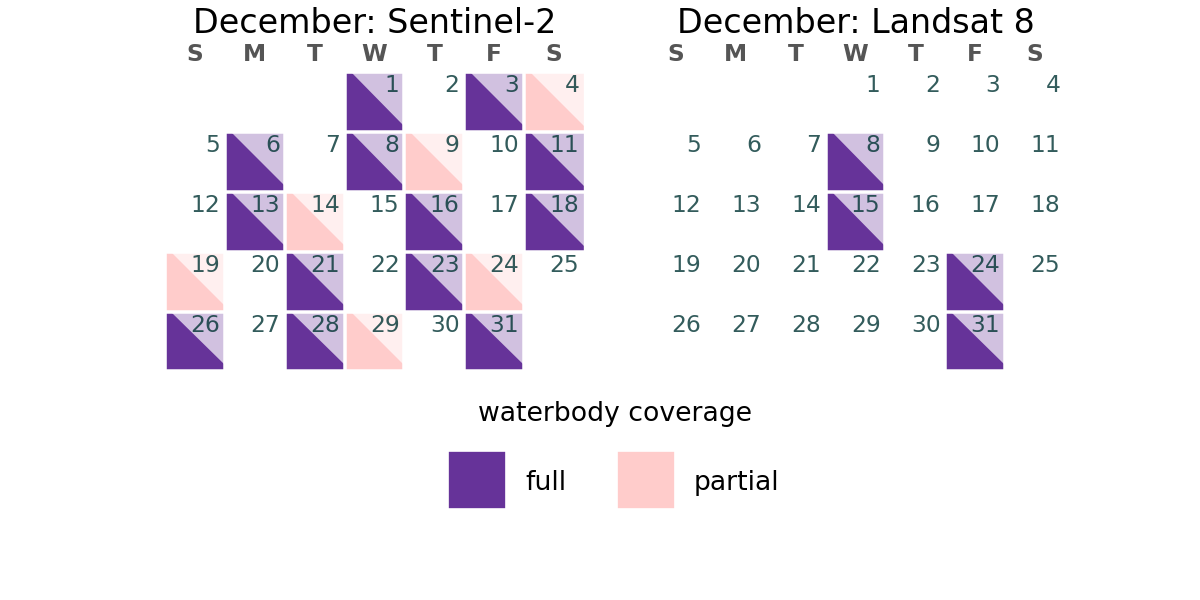 December: Sentinel-2
S M T W T F S
1 2 3 4
5 6 7 8 9 10 11
12 13 14 15 16 17 18
19 20 21 22 23 24 25
26 27 28 29 30 31
December: Landsat 8
S M T W T F S
1 2 3 4
5 6 7 8 9 10 11
12 13 14 15 16 17 18
19 20 21 22 23 24 25
26 27 28 29 30 31
waterbody coverage
full
partial